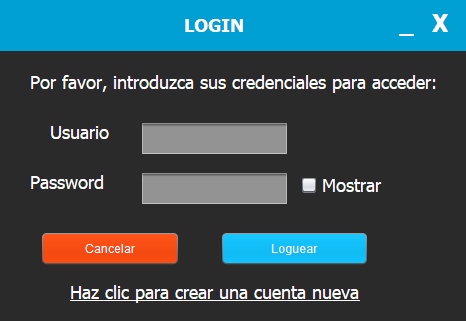 LOGIN _ X
Por favor, introduzca sus credenciales para acceder:
Usuario
Password Mostrar
Cancelar Loguear
Haz clic para crear una cuenta nueva